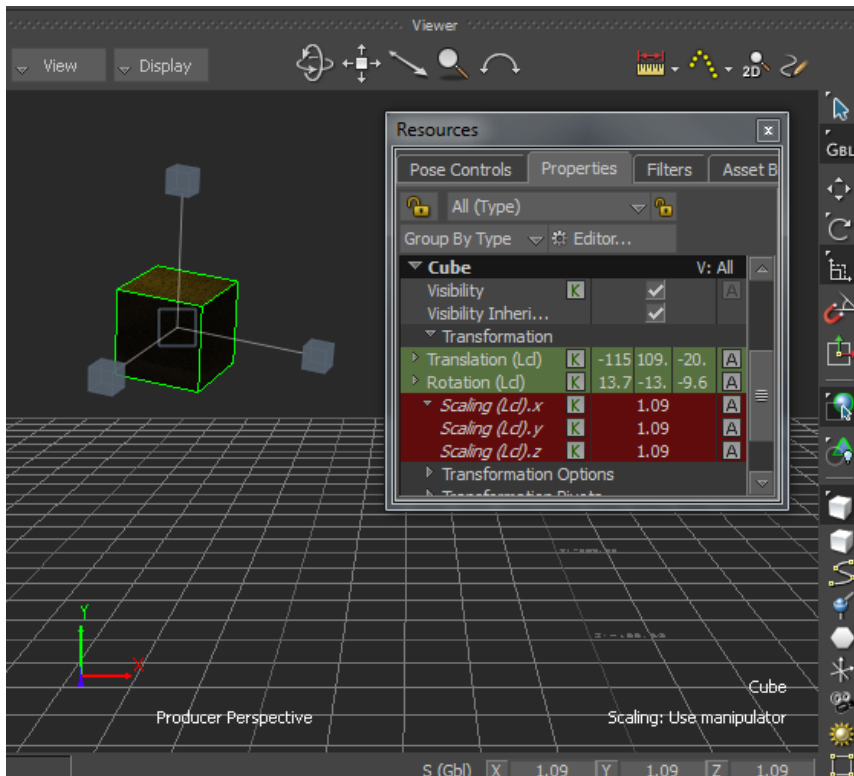 Viewer
View
Display
2D
Resources
x
Pose Controls Properties Filters Asset B
All (Type)
Group By Type Editor...
Cube V: All
Visibility K A
Visibility Inheri...
Transformation
Translation (Lcl) K -115 109. -20. A
Rotation (Lcl) K 13.7 -13. -9.6 A
Scaling (Lcl).x K 1.09 A
Scaling (Lcl).y K 1.09 A
Scaling (Lcl).z K 1.09 A
Transformation Options
Transformation Pivots
GBL
Y
X
Cube
Producer Perspective
Scaling: Use manipulator
S (Gbl) X 1.09 Y 1.09 Z 1.09